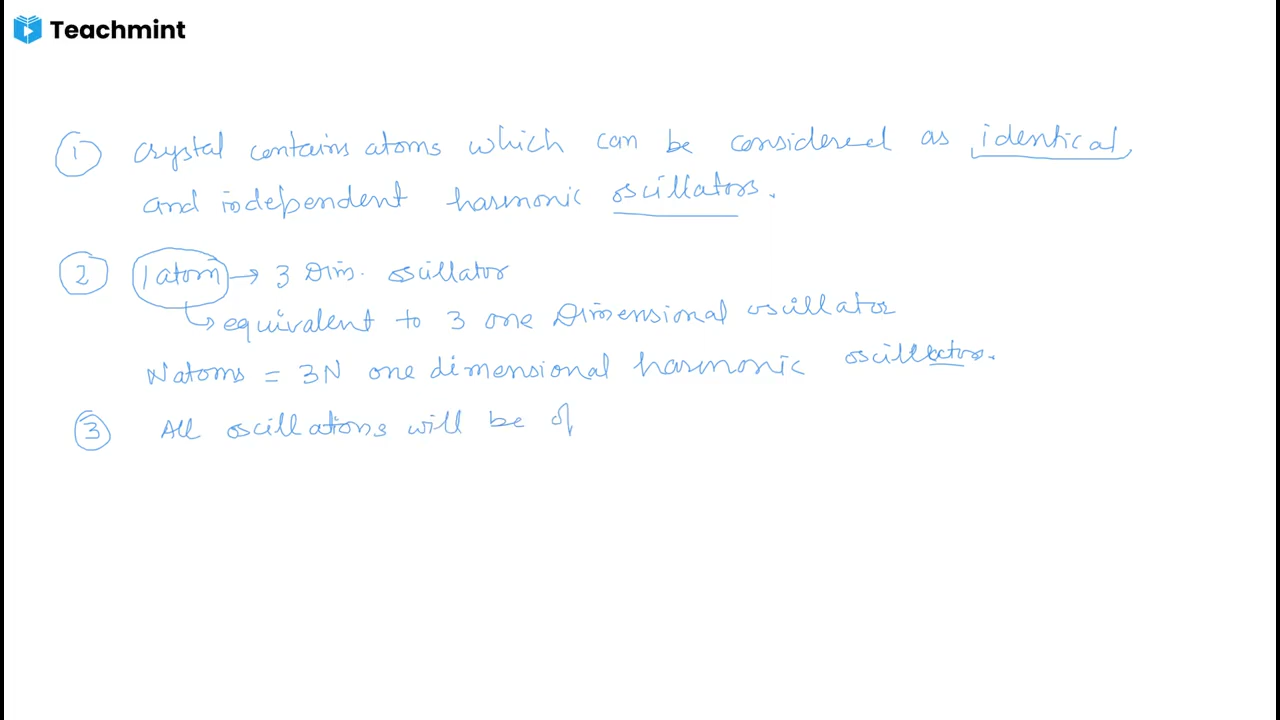 Teachmint
1 crystal contains atoms which can be considered as identical
and independent harmonic oscillators.
2 1 atom → 3 Dim. oscillator
↳ equivalent to 3 one Dimensional oscillator
N atoms = 3N one dimensional harmonic oscillators.
3 All oscillations will be of